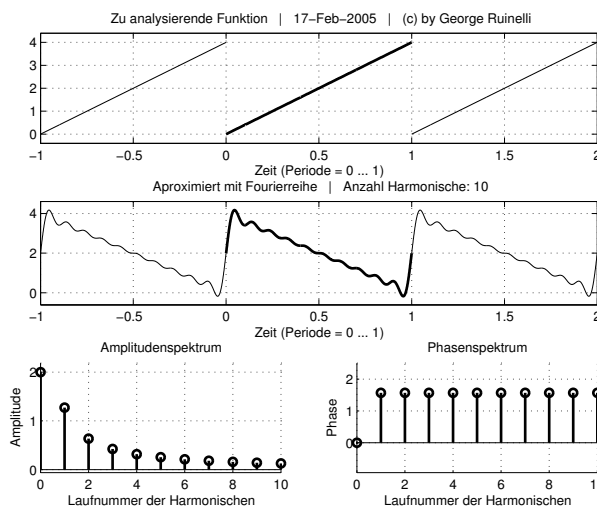 Zu analysierende Funktion | 17-Feb-2005 | (c) by George Ruinelli
4
3
2
1
0
-1 -0.5 0 0.5 1 1.5 2
Zeit (Periode = 0 ... 1)
Aproximiert mit Fourierreihe | Anzahl Harmonische: 10
4
2
0
-1 -0.5 0 0.5 1 1.5 2
Zeit (Periode = 0 ... 1)
Amplitudenspektrum
Amplitude
2
1
0
0 2 4 6 8 10
Laufnummer der Harmonischen
Phasenspektrum
Phase
2
1
0
0 2 4 6 8 10
Laufnummer der Harmonischen